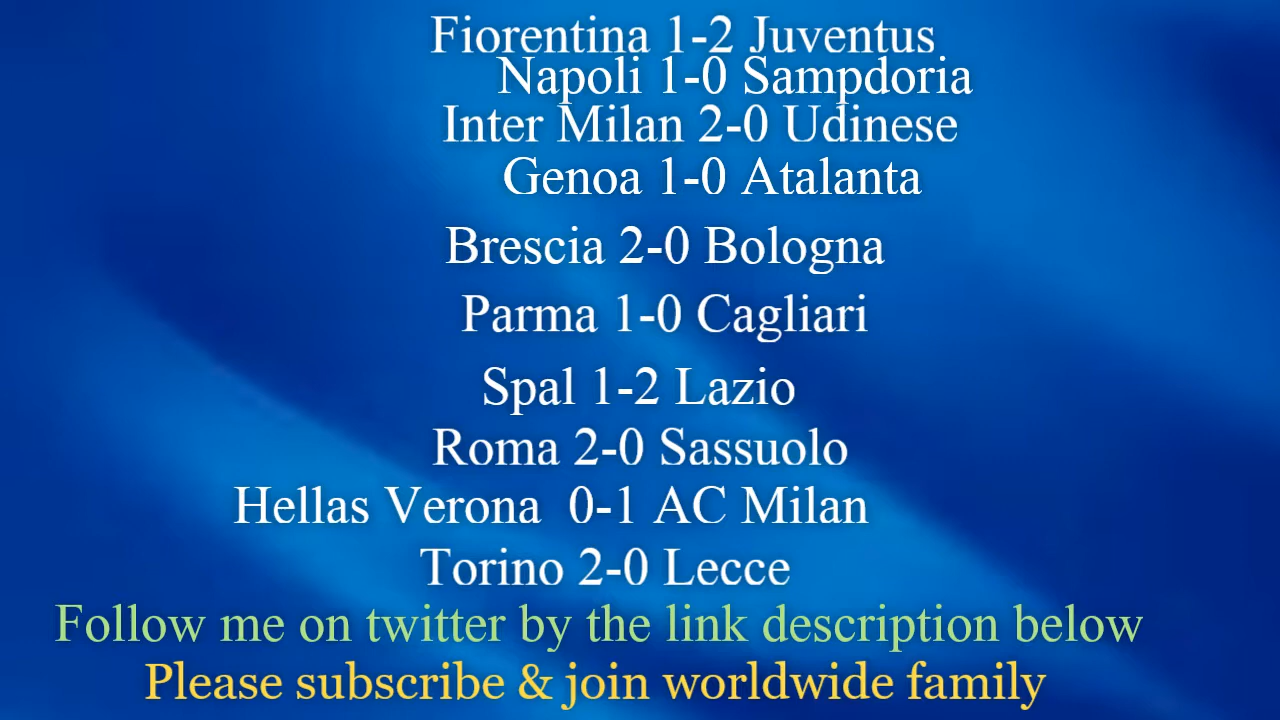 Fiorentina 1-2 Juventus
Napoli 1-0 Sampdoria
Inter Milan 2-0 Udinese
Genoa 1-0 Atalanta
Brescia 2-0 Bologna
Parma 1-0 Cagliari
Spal 1-2 Lazio
Roma 2-0 Sassuolo
Hellas Verona 0-1 AC Milan
Torino 2-0 Lecce
Follow me on twitter by the link description below
Please subscribe & join worldwide family